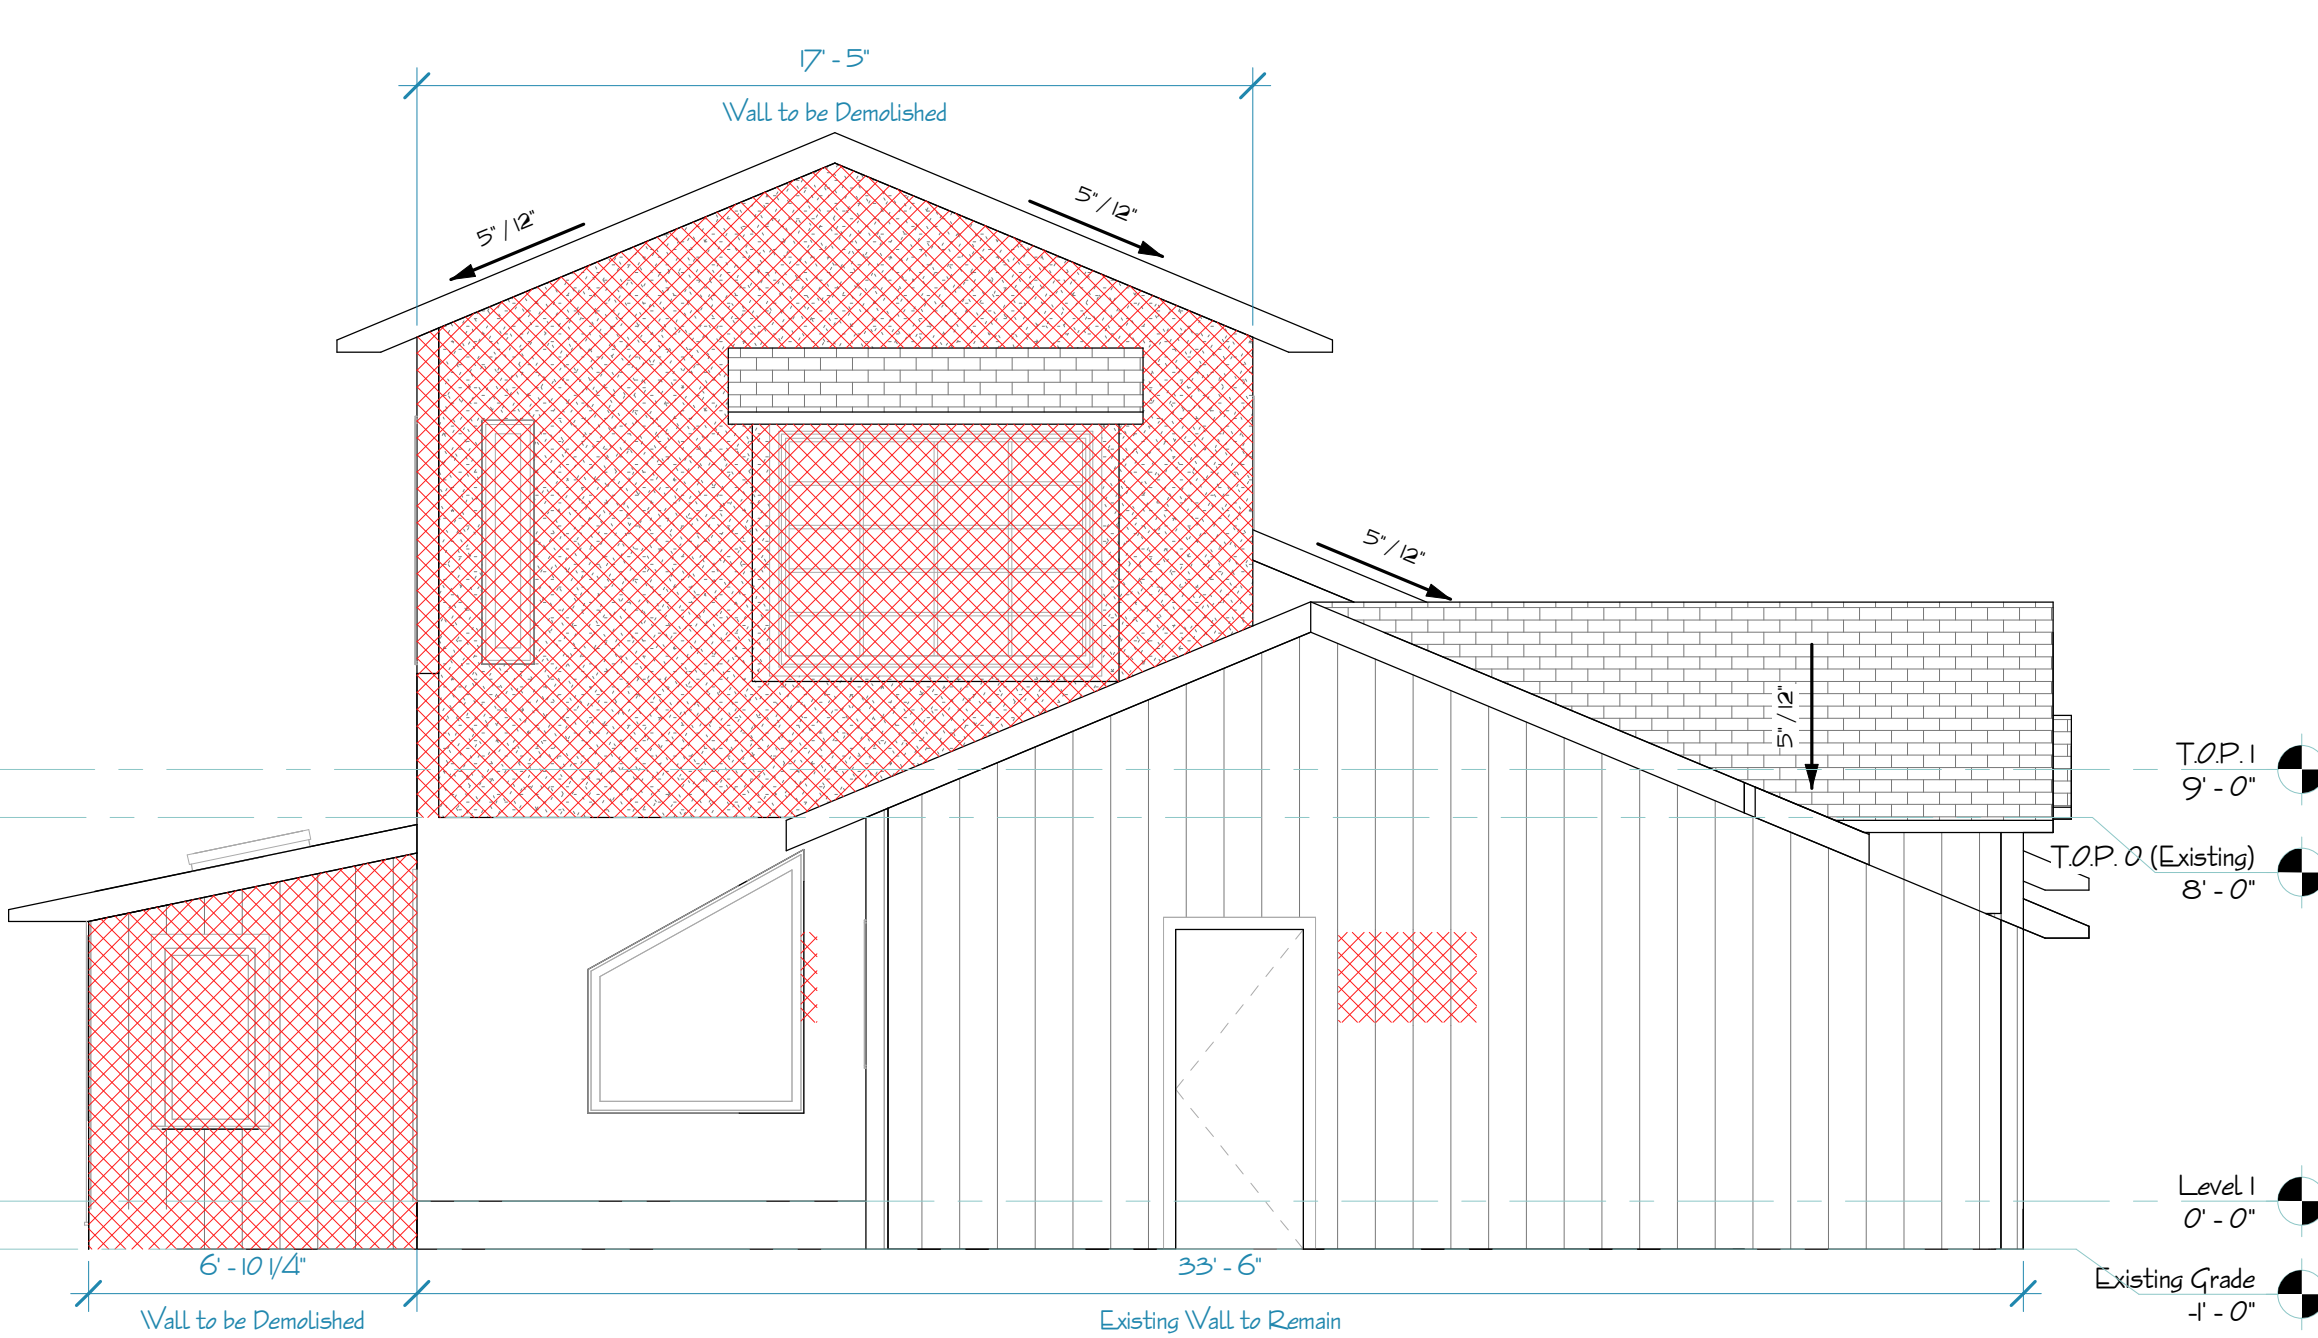 17' - 5"
Wall to be Demolished
5" / 12"
5" / 12"
5" / 12"
5" / 12"
T.O.P. 1
9' - 0"
T.O.P. 0 (Existing)
8' - 0"
Level 1
0' - 0"
Existing Grade
-1' - 0"
6' - 10 1/4"
33' - 6"
Wall to be Demolished
Existing Wall to Remain